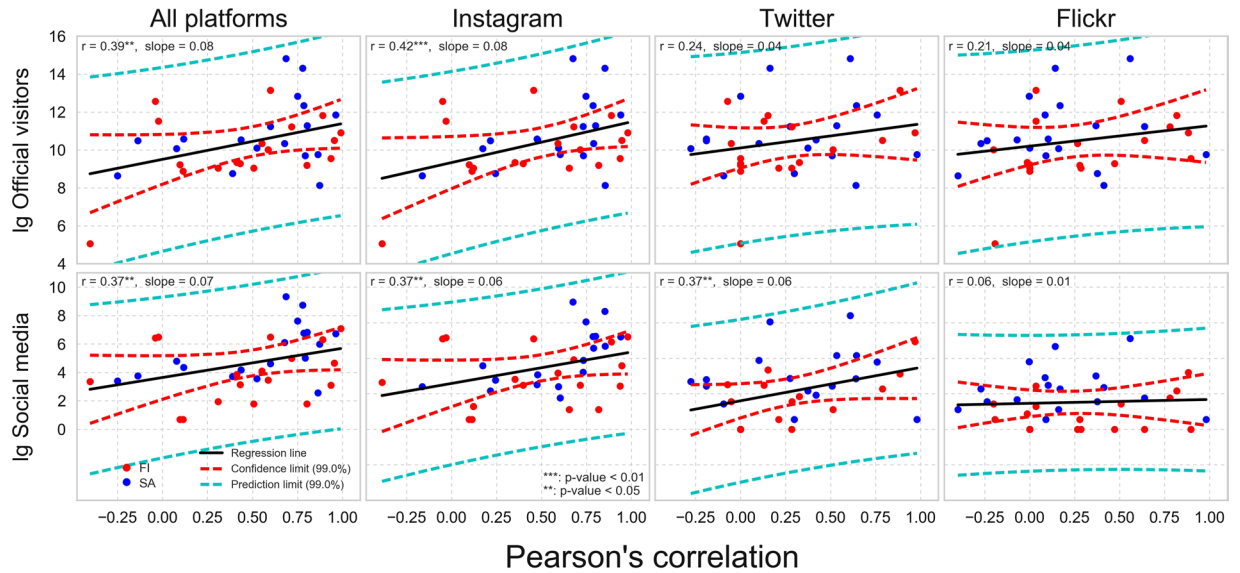 All platforms Instagram Twitter Flickr
r = 0.39**, slope = 0.08 r = 0.42***, slope = 0.08 r = 0.24, slope = 0.04 r = 0.21, slope = 0.04
lg Official visitors
16
14
12
10
8
6
4
r = 0.37**, slope = 0.07 r = 0.37**, slope = 0.06 r = 0.37**, slope = 0.06 r = 0.06, slope = 0.01
lg Social media
10
8
6
4
2
0
FI
SA
Regression line
Confidence limit (99.0%)
Prediction limit (99.0%)
***: p-value < 0.01
**: p-value < 0.05
−0.25 0.00 0.25 0.50 0.75 1.00 −0.25 0.00 0.25 0.50 0.75 1.00 −0.25 0.00 0.25 0.50 0.75 1.00 −0.25 0.00 0.25 0.50 0.75 1.00
Pearson's correlation